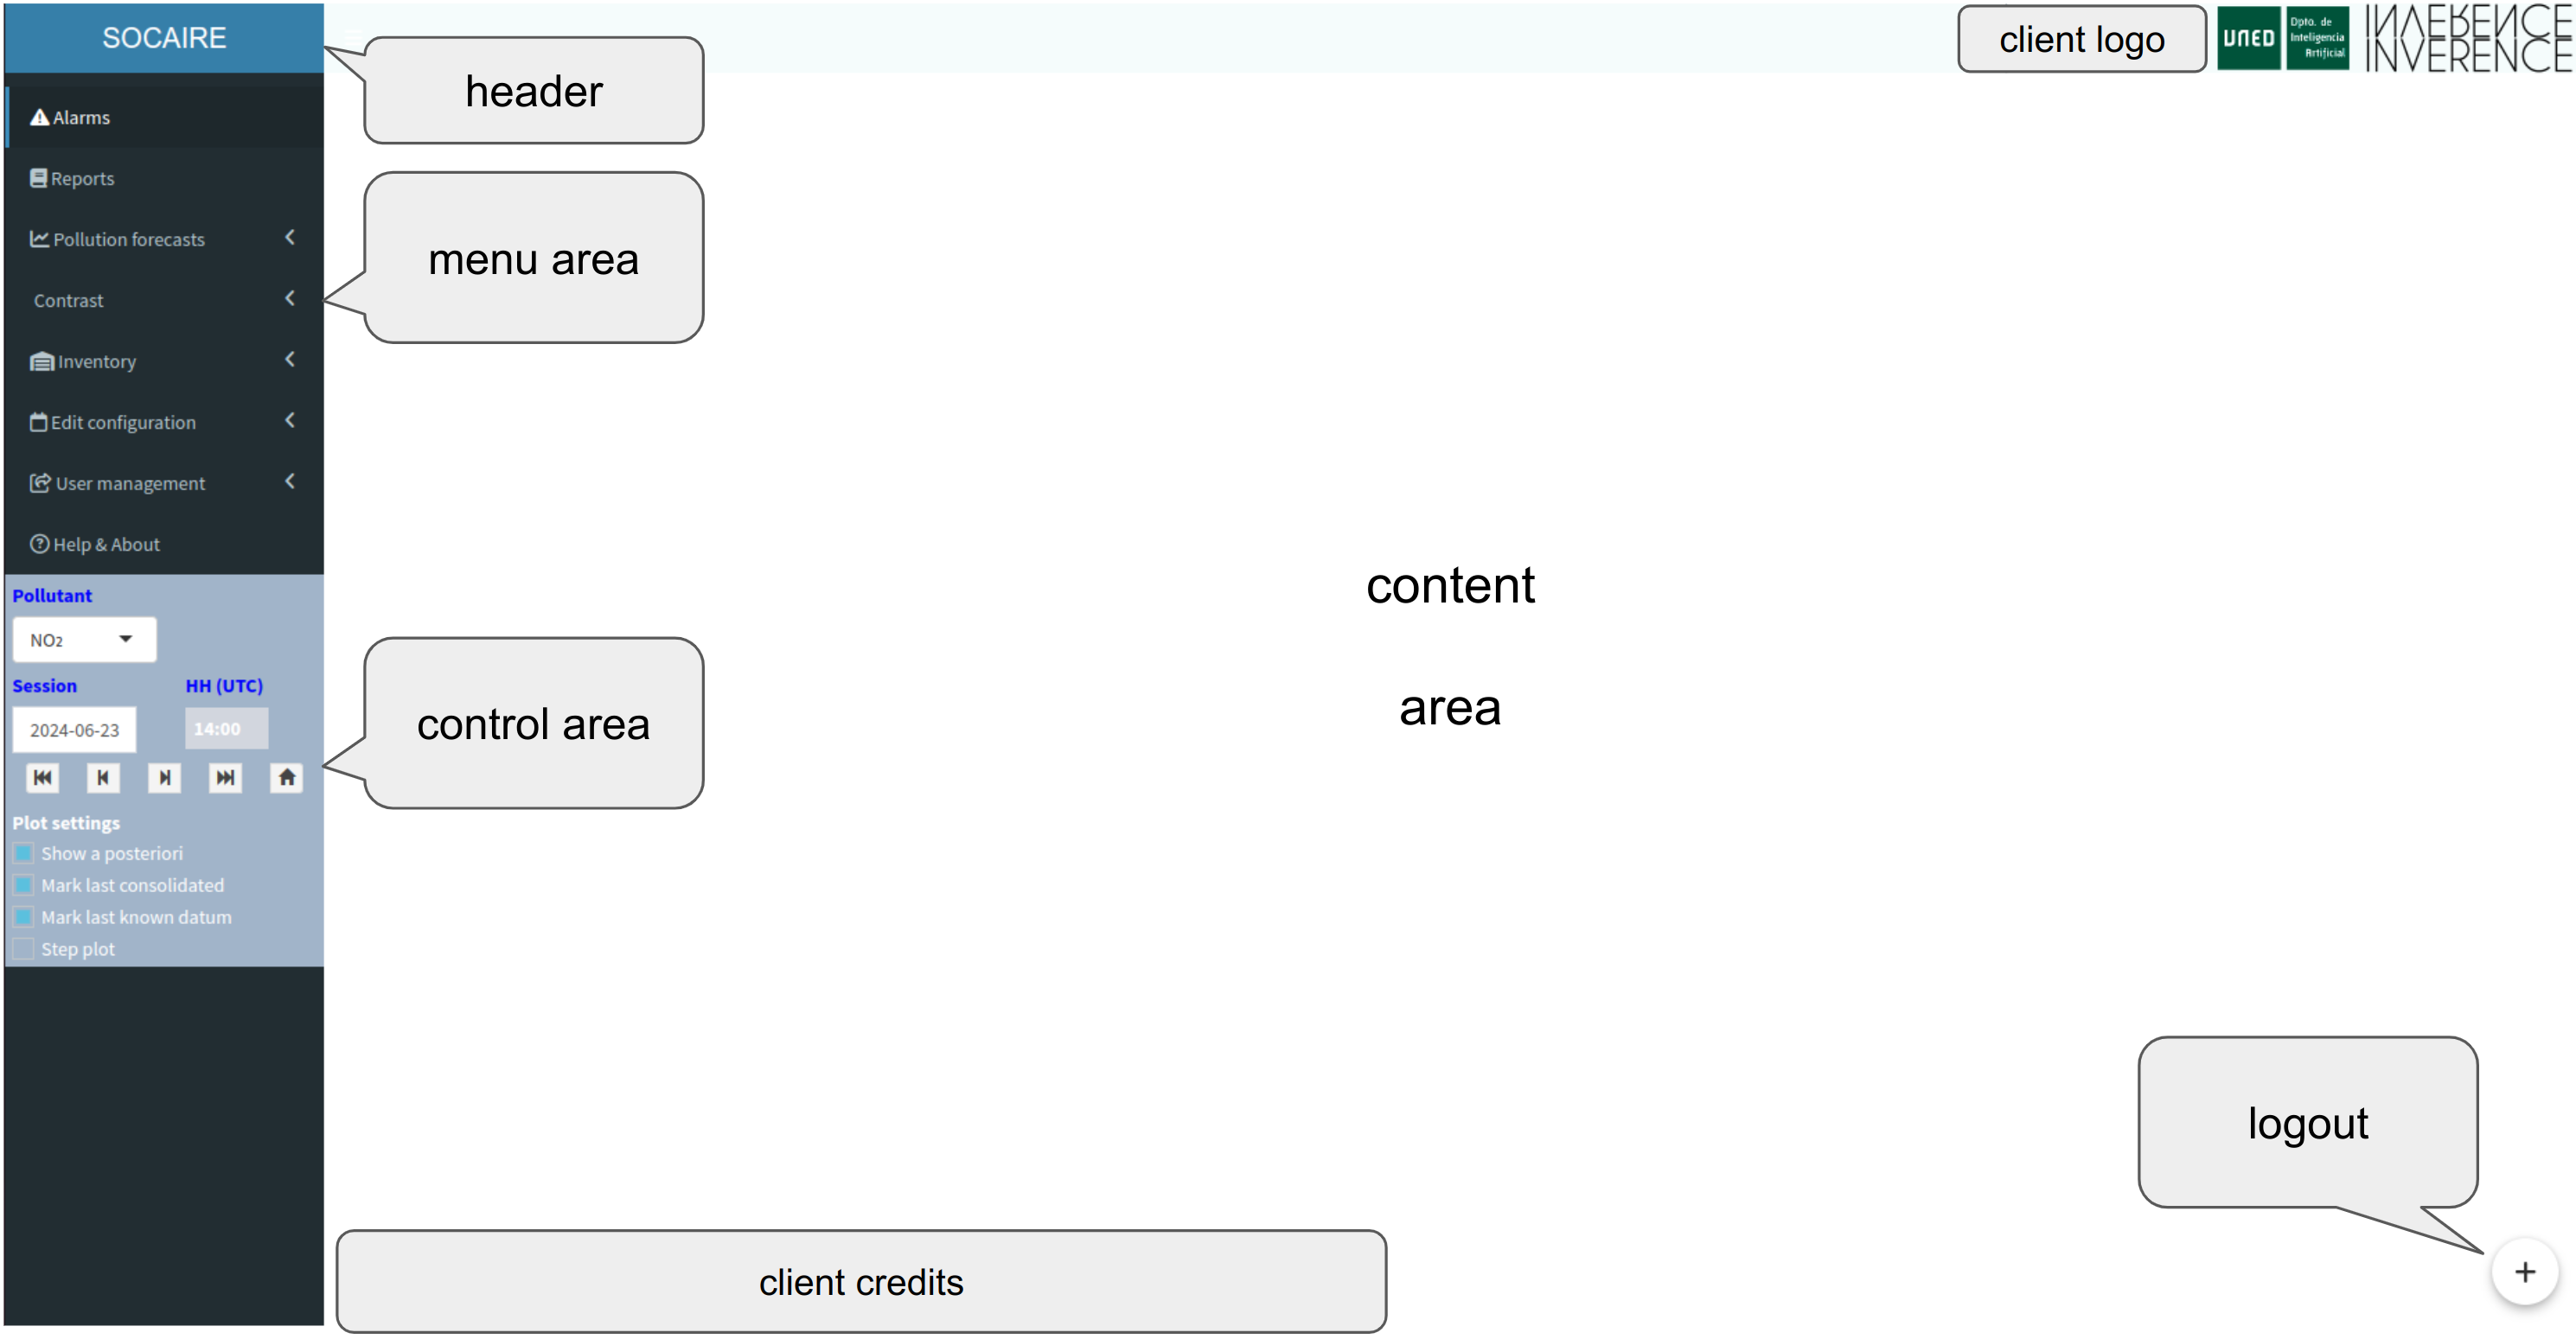 SOCAIRE
header
client logo
UNED
Dpto. de
Inteligencia
Artificial
INVERENCE
INVERENCE
Alarms
Reports
Pollution forecasts
Contrast
Inventory
Edit configuration
User management
Help & About
menu area
Pollutant
NO₂
Session HH (UTC)
2024-06-23 14:00
Plot settings
Show a posteriori
Mark last consolidated
Mark last known datum
Step plot
control area
content
area
logout
+
client credits